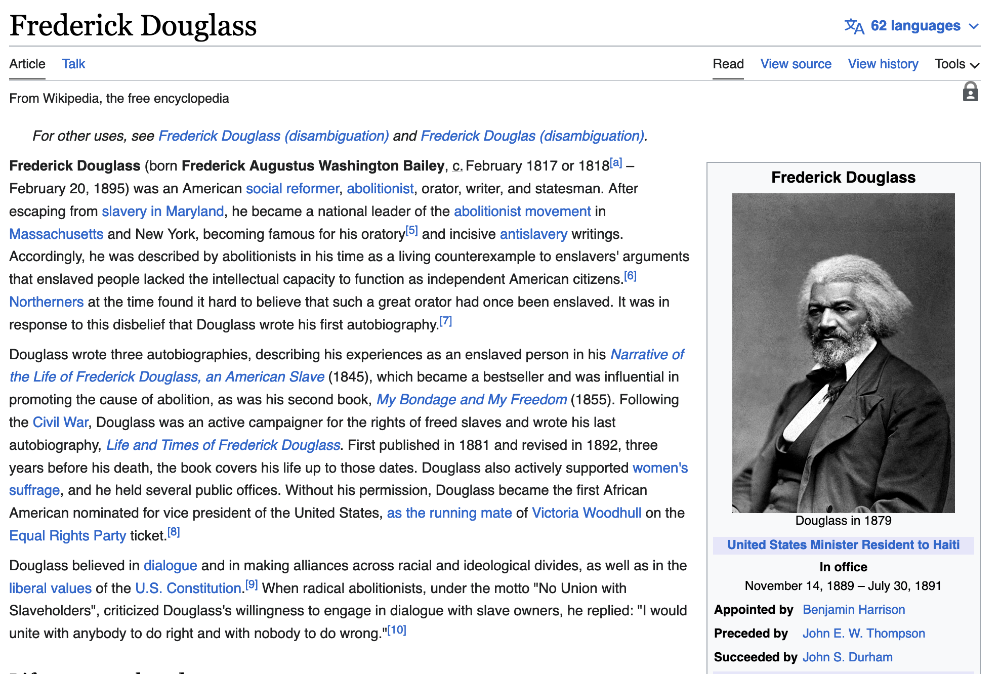 Frederick Douglass
62 languages
Article Talk
Read View source View history Tools
From Wikipedia, the free encyclopedia
For other uses, see Frederick Douglass (disambiguation) and Frederick Douglas (disambiguation).
Frederick Douglass (born Frederick Augustus Washington Bailey, c. February 1817 or 1818[a] –
February 20, 1895) was an American social reformer, abolitionist, orator, writer, and statesman. After
escaping from slavery in Maryland, he became a national leader of the abolitionist movement in
Massachusetts and New York, becoming famous for his oratory[5] and incisive antislavery writings.
Accordingly, he was described by abolitionists in his time as a living counterexample to enslavers' arguments
that enslaved people lacked the intellectual capacity to function as independent American citizens.[6]
Northerners at the time found it hard to believe that such a great orator had once been enslaved. It was in
response to this disbelief that Douglass wrote his first autobiography.[7]
Douglass wrote three autobiographies, describing his experiences as an enslaved person in his Narrative of
the Life of Frederick Douglass, an American Slave (1845), which became a bestseller and was influential in
promoting the cause of abolition, as was his second book, My Bondage and My Freedom (1855). Following
the Civil War, Douglass was an active campaigner for the rights of freed slaves and wrote his last
autobiography, Life and Times of Frederick Douglass. First published in 1881 and revised in 1892, three
years before his death, the book covers his life up to those dates. Douglass also actively supported women's
suffrage, and he held several public offices. Without his permission, Douglass became the first African
American nominated for vice president of the United States, as the running mate of Victoria Woodhull on the
Equal Rights Party ticket.[8]
Douglass believed in dialogue and in making alliances across racial and ideological divides, as well as in the
liberal values of the U.S. Constitution.[9] When radical abolitionists, under the motto "No Union with
Slaveholders", criticized Douglass's willingness to engage in dialogue with slave owners, he replied: "I would
unite with anybody to do right and with nobody to do wrong."[10]
Frederick Douglass
Douglass in 1879
United States Minister Resident to Haiti
In office
November 14, 1889 – July 30, 1891
Appointed by Benjamin Harrison
Preceded by John E. W. Thompson
Succeeded by John S. Durham